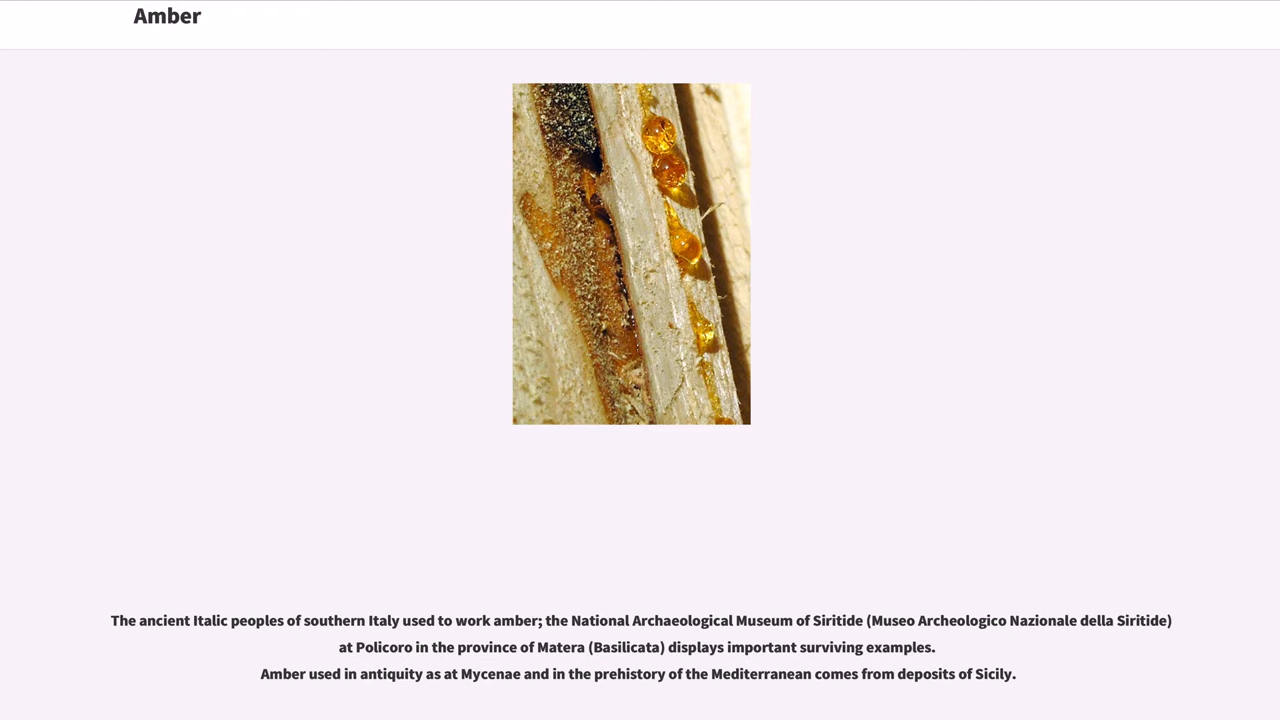 Amber
The ancient Italic peoples of southern Italy used to work amber; the National Archaeological Museum of Siritide (Museo Archeologico Nazionale della Siritide)
at Policoro in the province of Matera (Basilicata) displays important surviving examples.
Amber used in antiquity as at Mycenae and in the prehistory of the Mediterranean comes from deposits of Sicily.